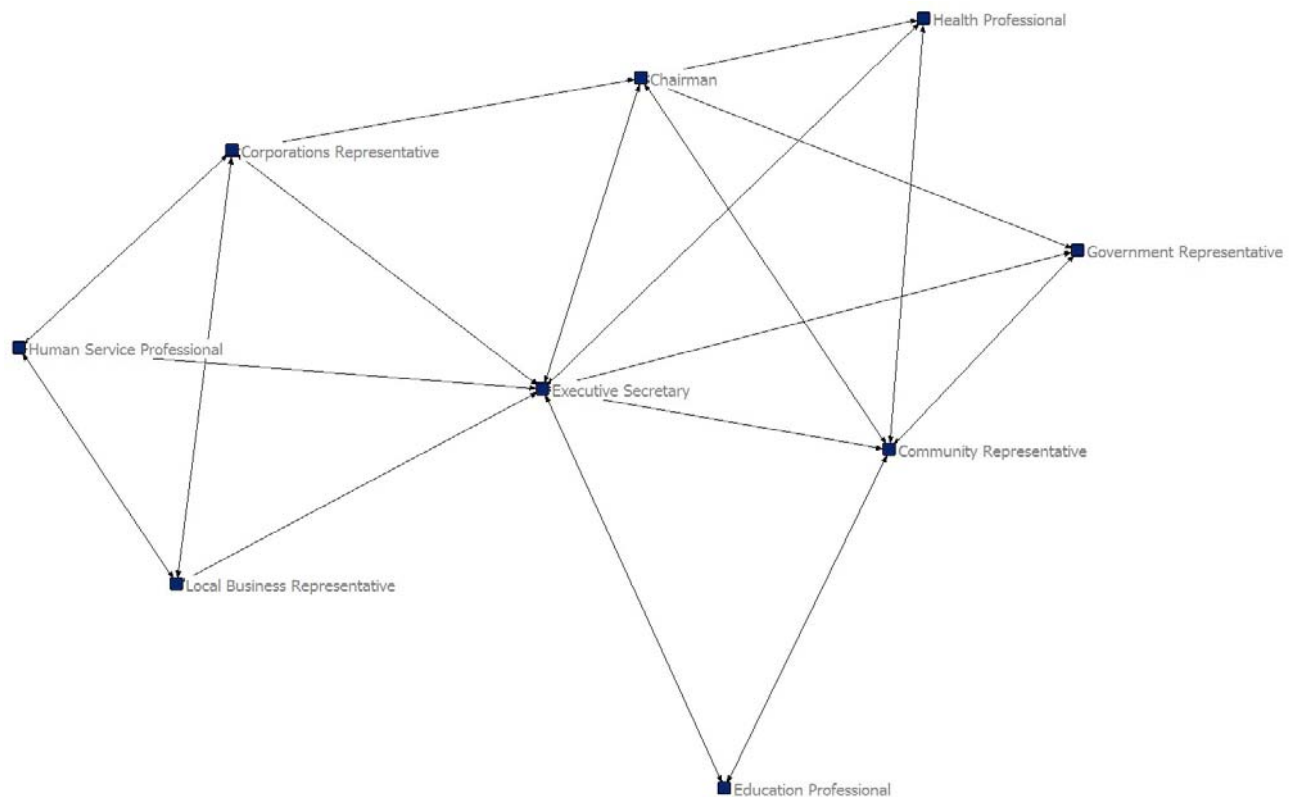 Health Professional
Chairman
Corporations Representative
Government Representative
Human Service Professional
Executive Secretary
Community Representative
Local Business Representative
Education Professional